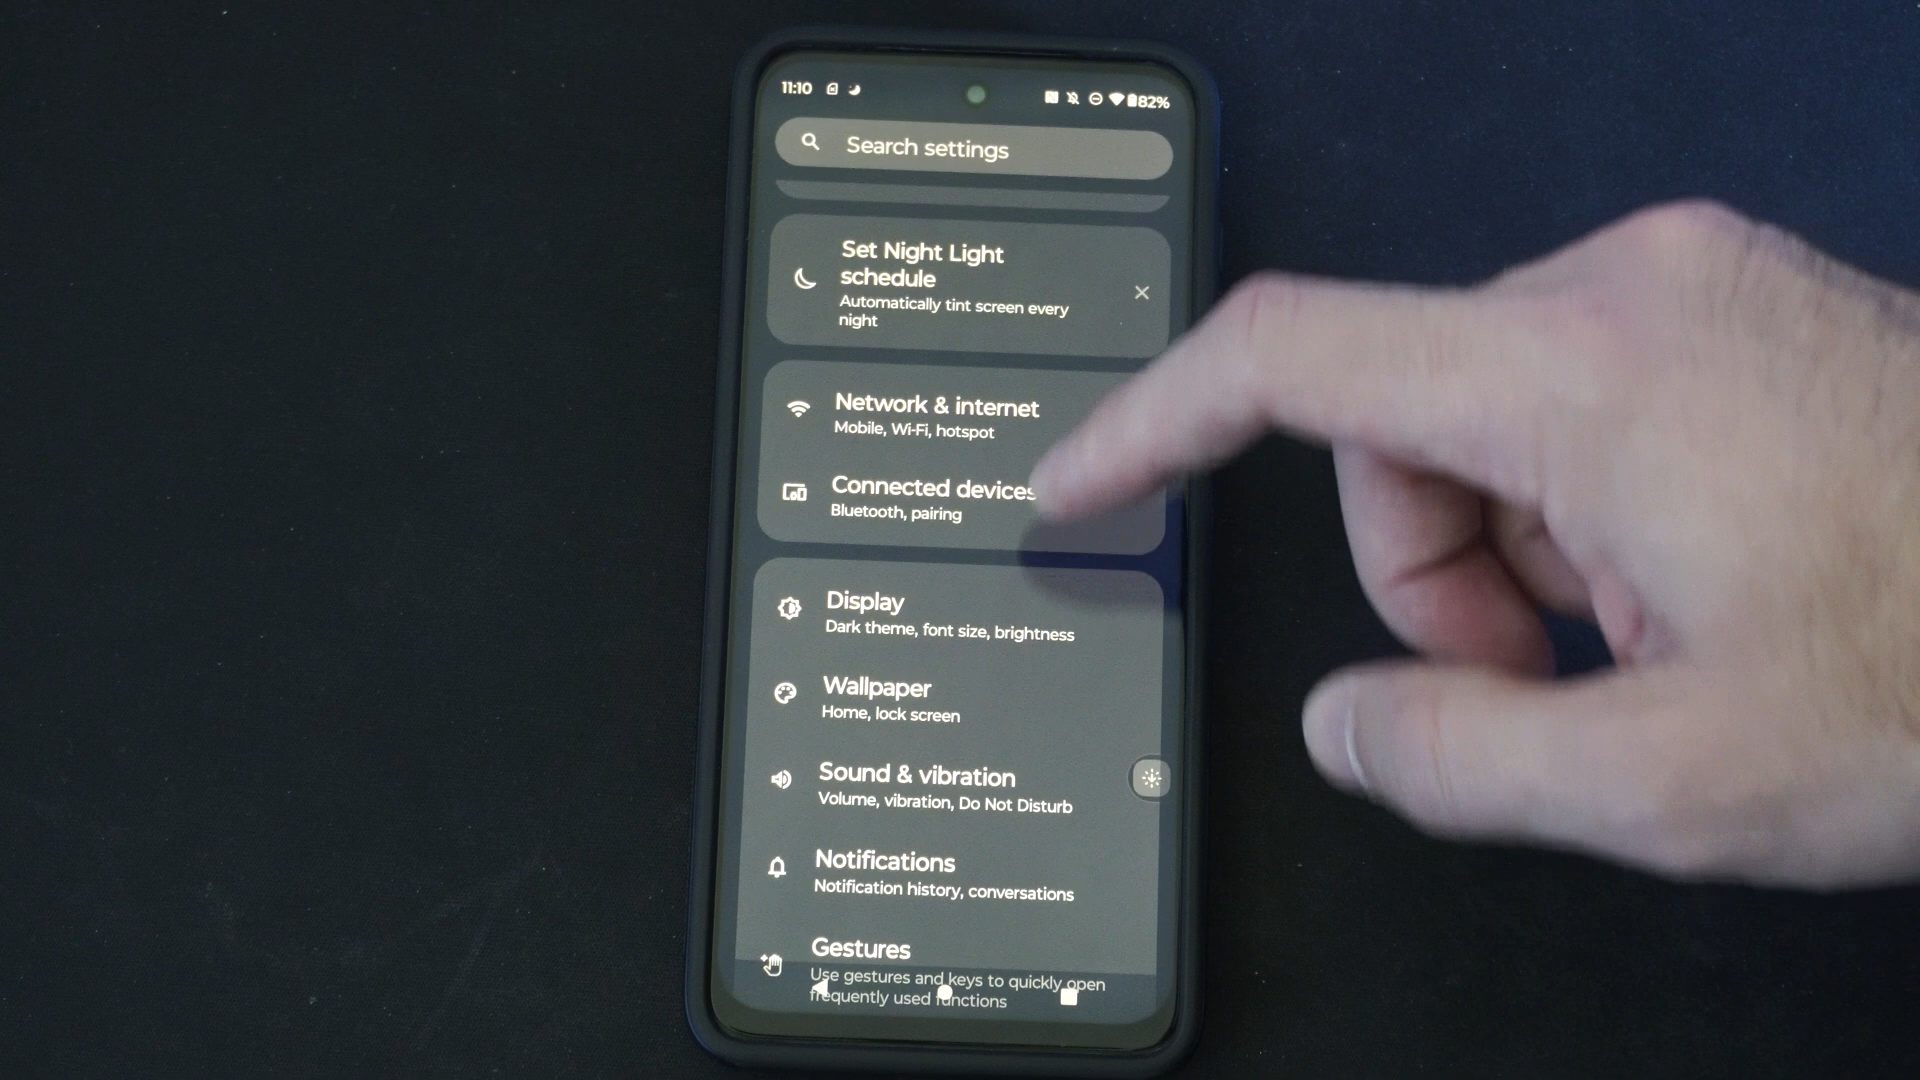 11:10
82%
Search settings
Set Night Light
schedule
Automatically tint screen every
night
Network & internet
Mobile, Wi-Fi, hotspot
Connected devices
Bluetooth, pairing
Display
Dark theme, font size, brightness
Wallpaper
Home, lock screen
Sound & vibration
Volume, vibration, Do Not Disturb
Notifications
Notification history, conversations
Gestures
Use gestures and keys to quickly open
frequently used functions